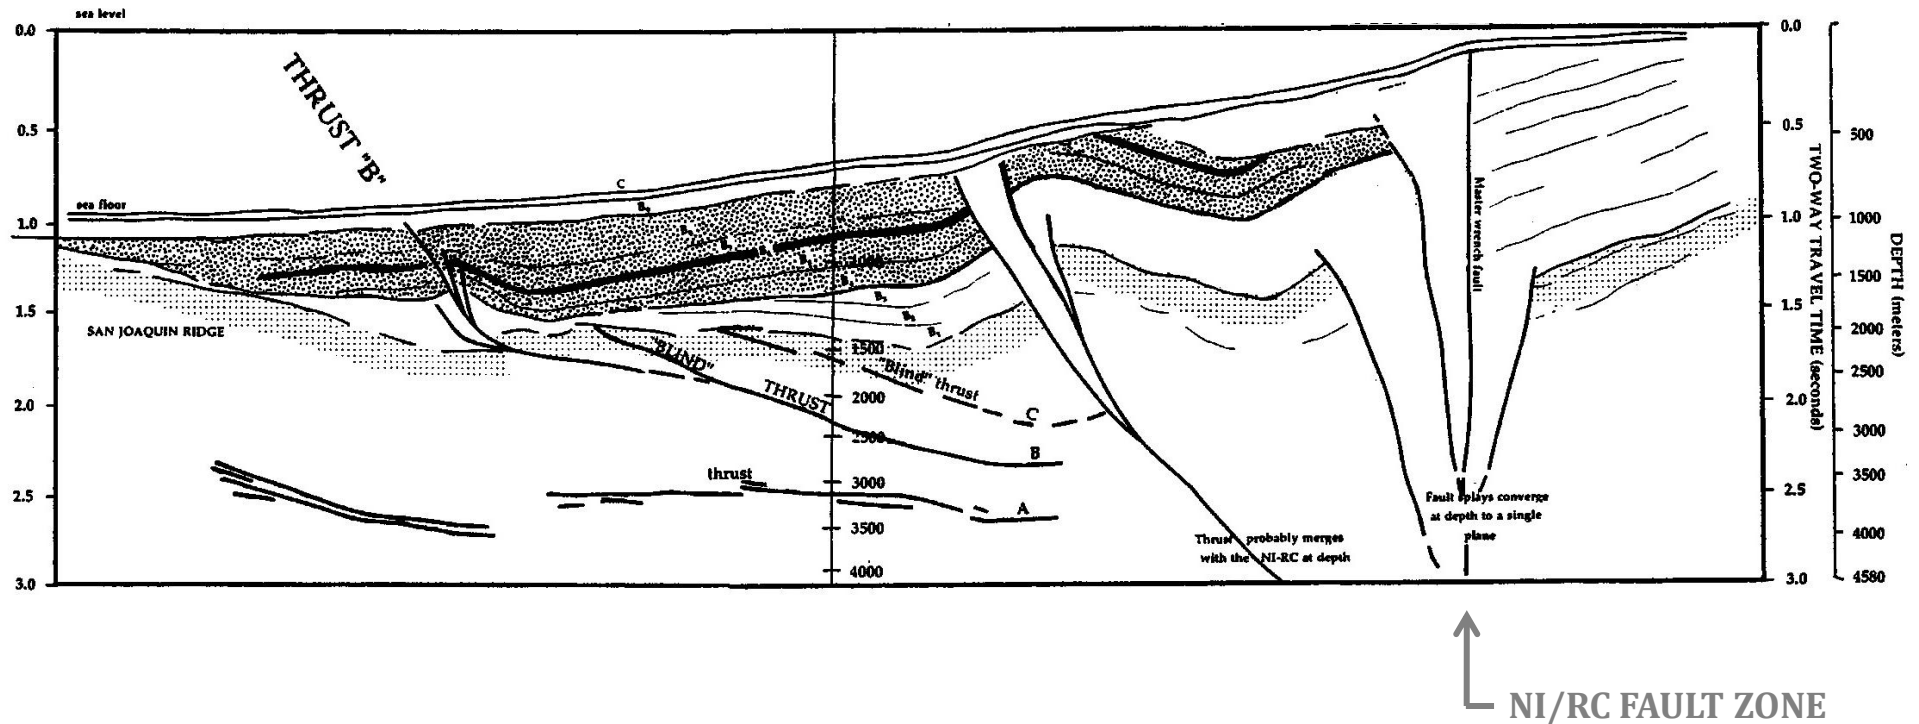 sea level
0.0
0.5
1.0
1.5
2.0
2.5
3.0
THRUST "B"
sea floor
C
SAN JOAQUIN RIDGE
"BLIND"
THRUST
"Blind" thrust
C
B
thrust
A
1500
2000
2500
3000
3500
4000
Thrust probably merges
with the NI-RC at depth
Master wrench fault
Fault splays converge
at depth to a single
plane
0.0
0.5
1.0
1.5
2.0
2.5
3.0
TWO-WAY TRAVEL TIME (seconds)
500
1000
1500
2000
2500
3000
3500
4000
4580
DEPTH (meters)
NI/RC FAULT ZONE